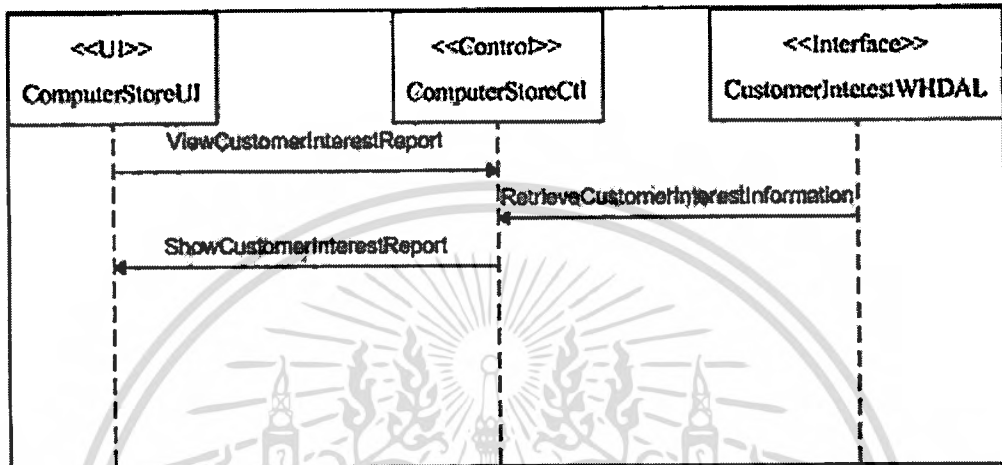 <<UI>>
ComputerStoreUI
<<Control>>
ComputerStoreCtl
<<Interface>>
CustomerInterestWHDAL
ViewCustomerInterestReport
RetrieveCustomerInterestInformation
ShowCustomerInterestReport